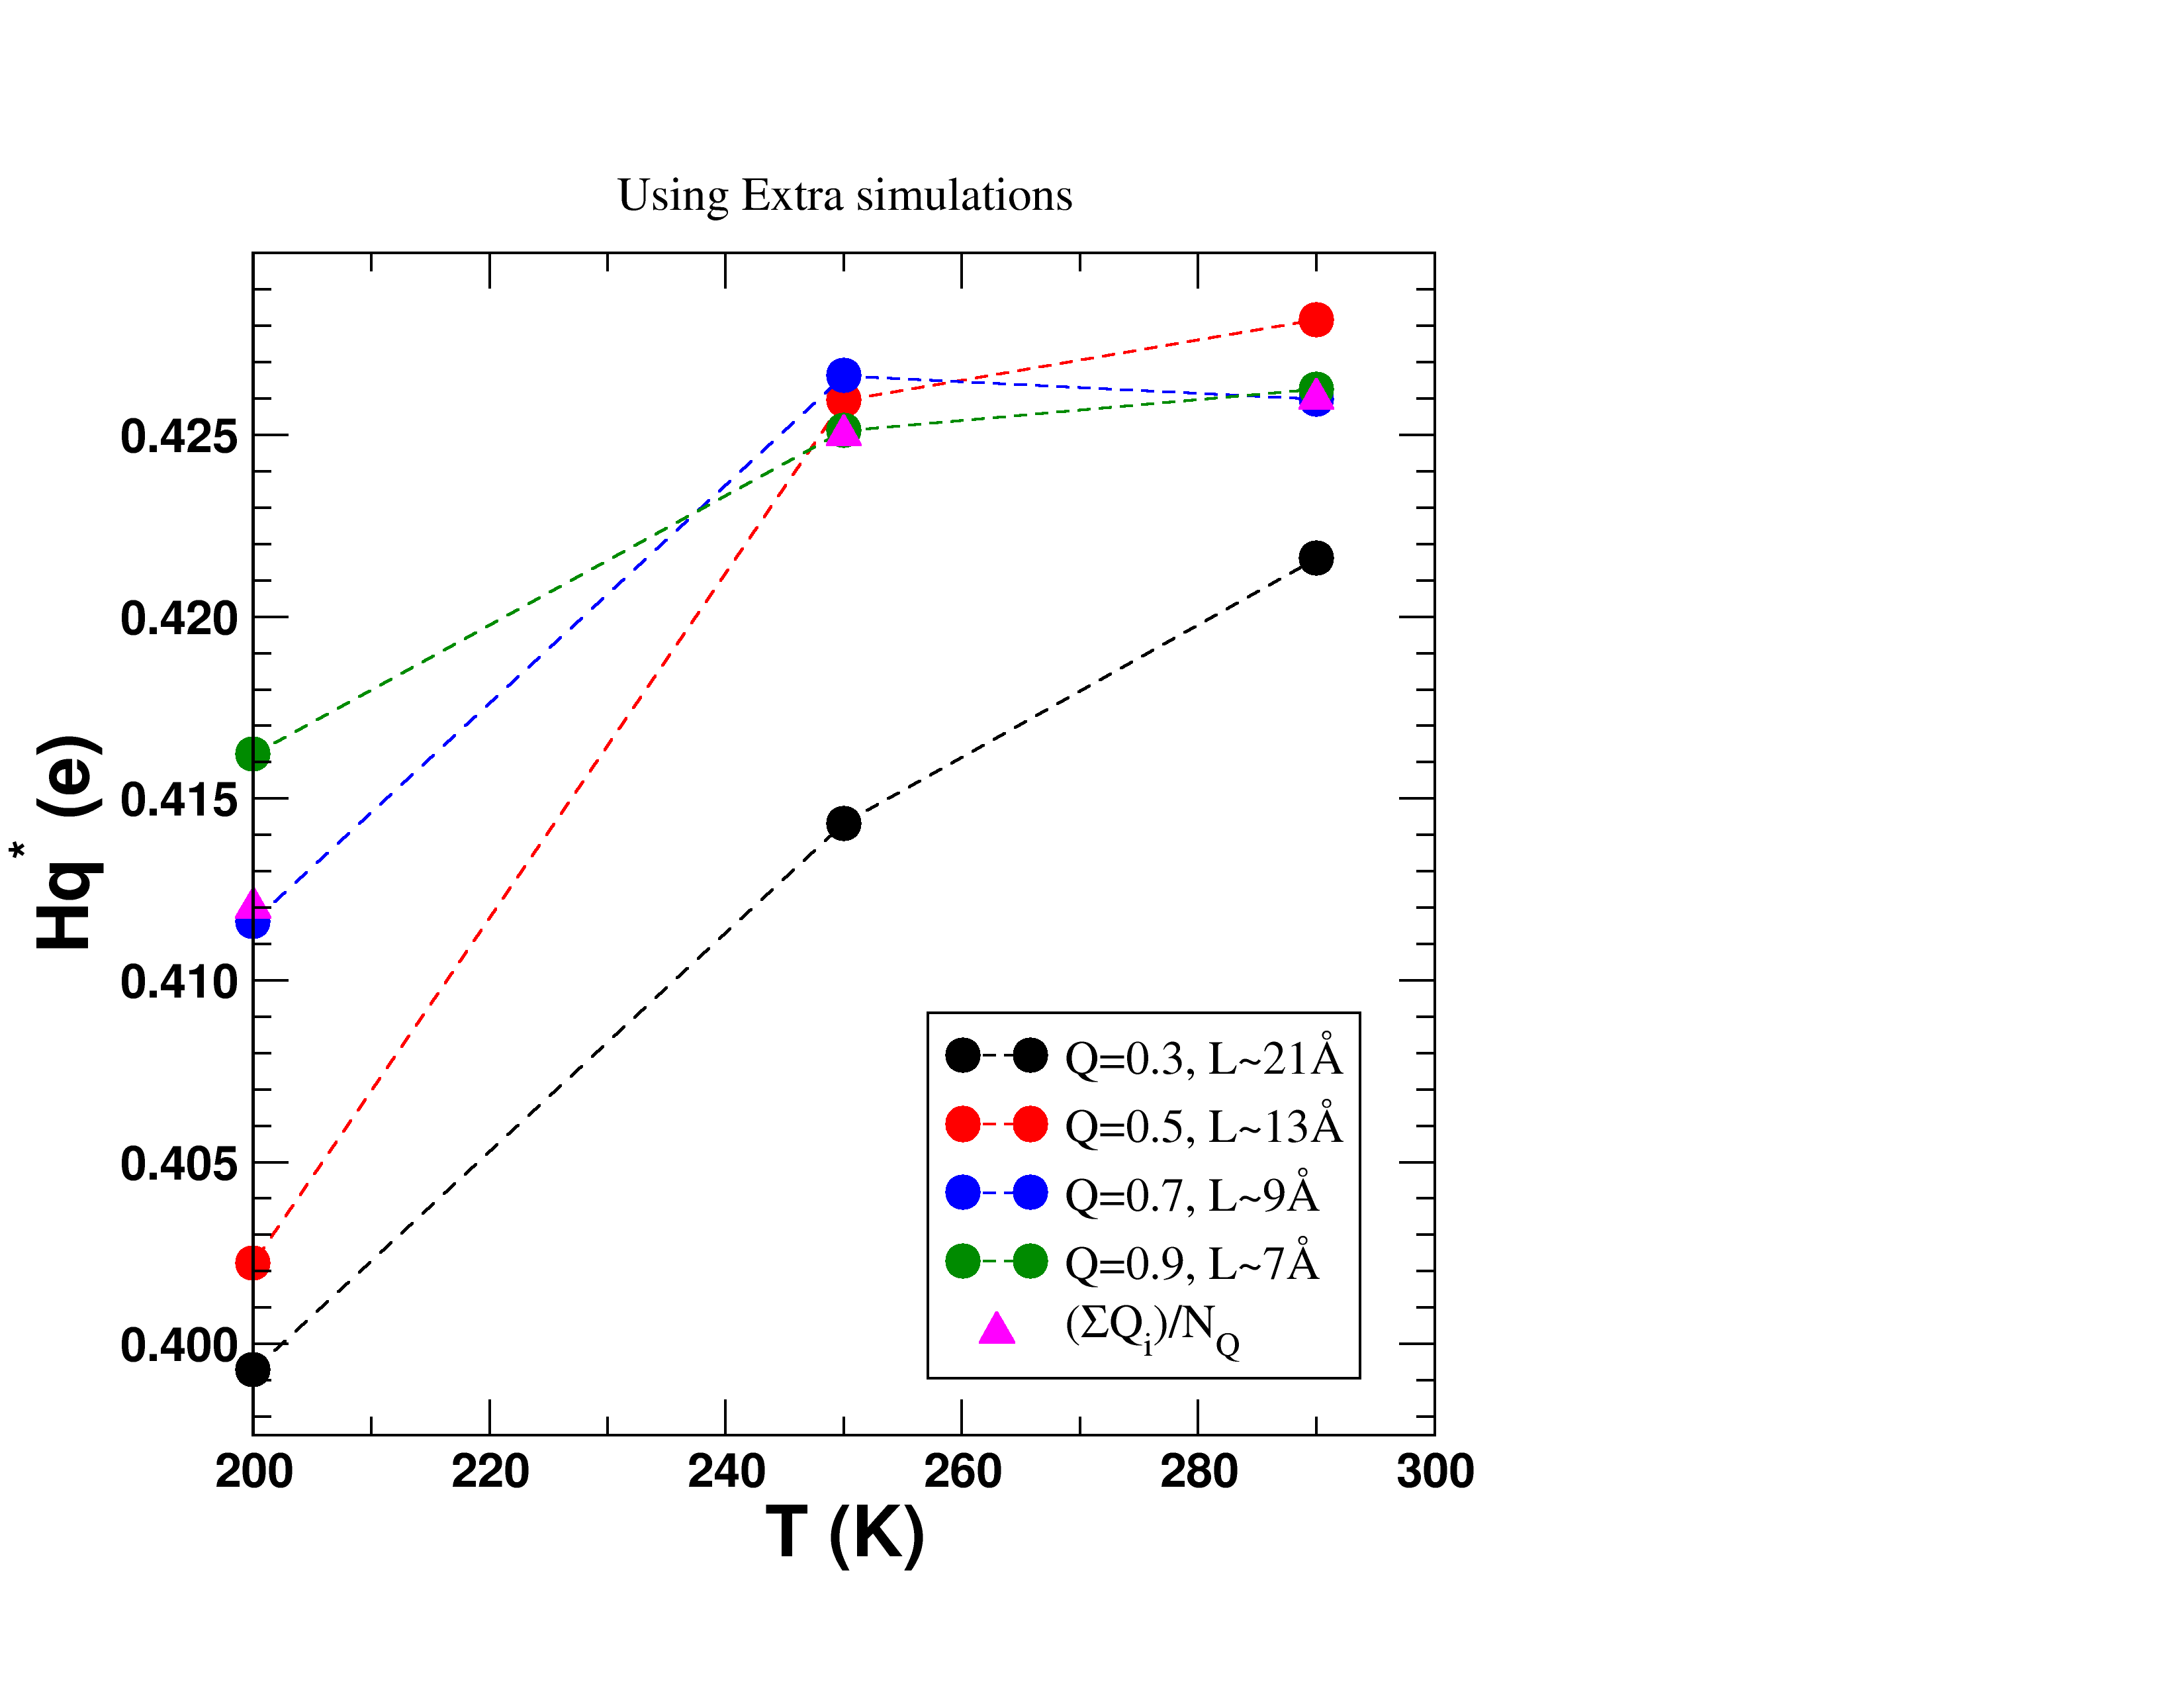 Using Extra simulations
0.425
0.420
0.415
0.410
0.405
0.400
Hq* (e)
200 220 240 260 280 300
T (K)
Q=0.3, L~21Å
Q=0.5, L~13Å
Q=0.7, L~9Å
Q=0.9, L~7Å
(ΣQi)/NQ